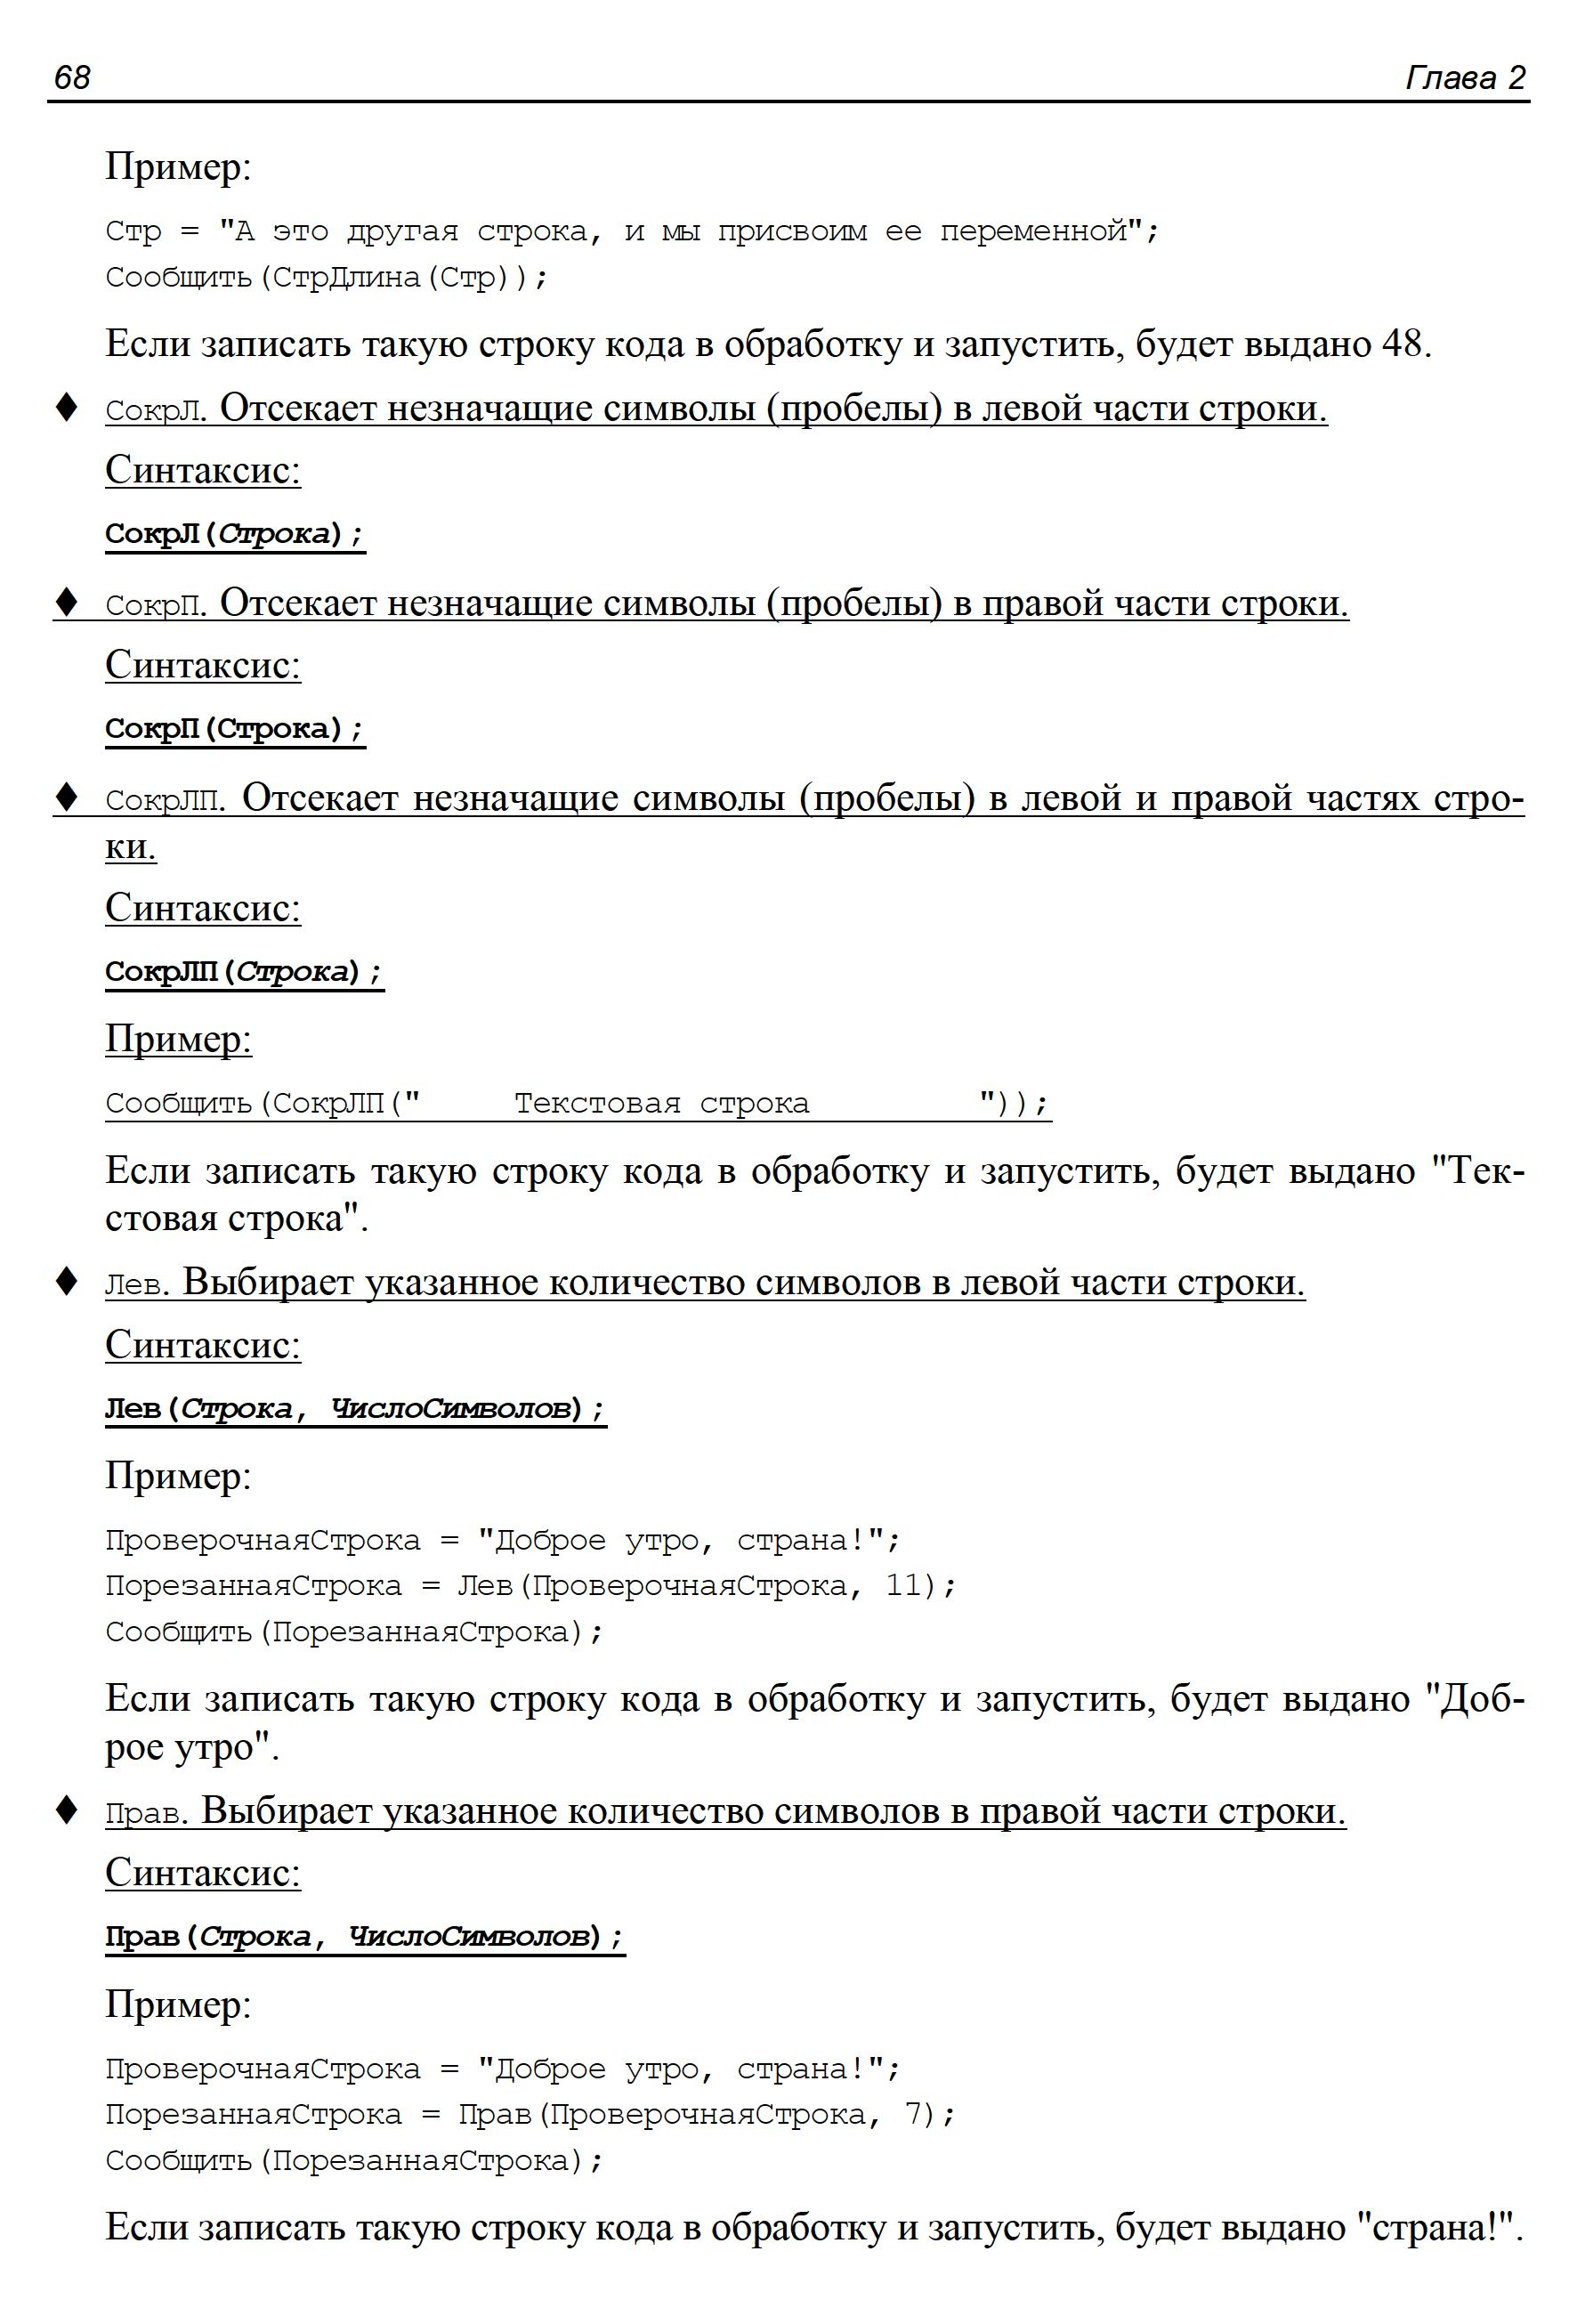 68 Глава 2
Пример:
Стр = "А это другая строка, и мы присвоим ее переменной";
Сообщить(СтрДлина(Стр));
Если записать такую строку кода в обработку и запустить, будет выдано 48.
♦ СокрЛ. Отсекает незначащие символы (пробелы) в левой части строки.
Синтаксис:
СокрЛ(Строка);
♦ СокрП. Отсекает незначащие символы (пробелы) в правой части строки.
Синтаксис:
СокрП(Строка);
♦ СокрЛП. Отсекает незначащие символы (пробелы) в левой и правой частях стро-
ки.
Синтаксис:
СокрЛП(Строка);
Пример:
Сообщить(СокрЛП("     Текстовая строка         "));
Если записать такую строку кода в обработку и запустить, будет выдано "Тек-
стовая строка".
♦ Лев. Выбирает указанное количество символов в левой части строки.
Синтаксис:
Лев(Строка, ЧислоСимволов);
Пример:
ПроверочнаяСтрока = "Доброе утро, страна!";
ПорезаннаяСтрока = Лев(ПроверочнаяСтрока, 11);
Сообщить(ПорезаннаяСтрока);
Если записать такую строку кода в обработку и запустить, будет выдано "Доб-
рое утро".
♦ Прав. Выбирает указанное количество символов в правой части строки.
Синтаксис:
Прав(Строка, ЧислоСимволов);
Пример:
ПроверочнаяСтрока = "Доброе утро, страна!";
ПорезаннаяСтрока = Прав(ПроверочнаяСтрока, 7);
Сообщить(ПорезаннаяСтрока);
Если записать такую строку кода в обработку и запустить, будет выдано "страна!".